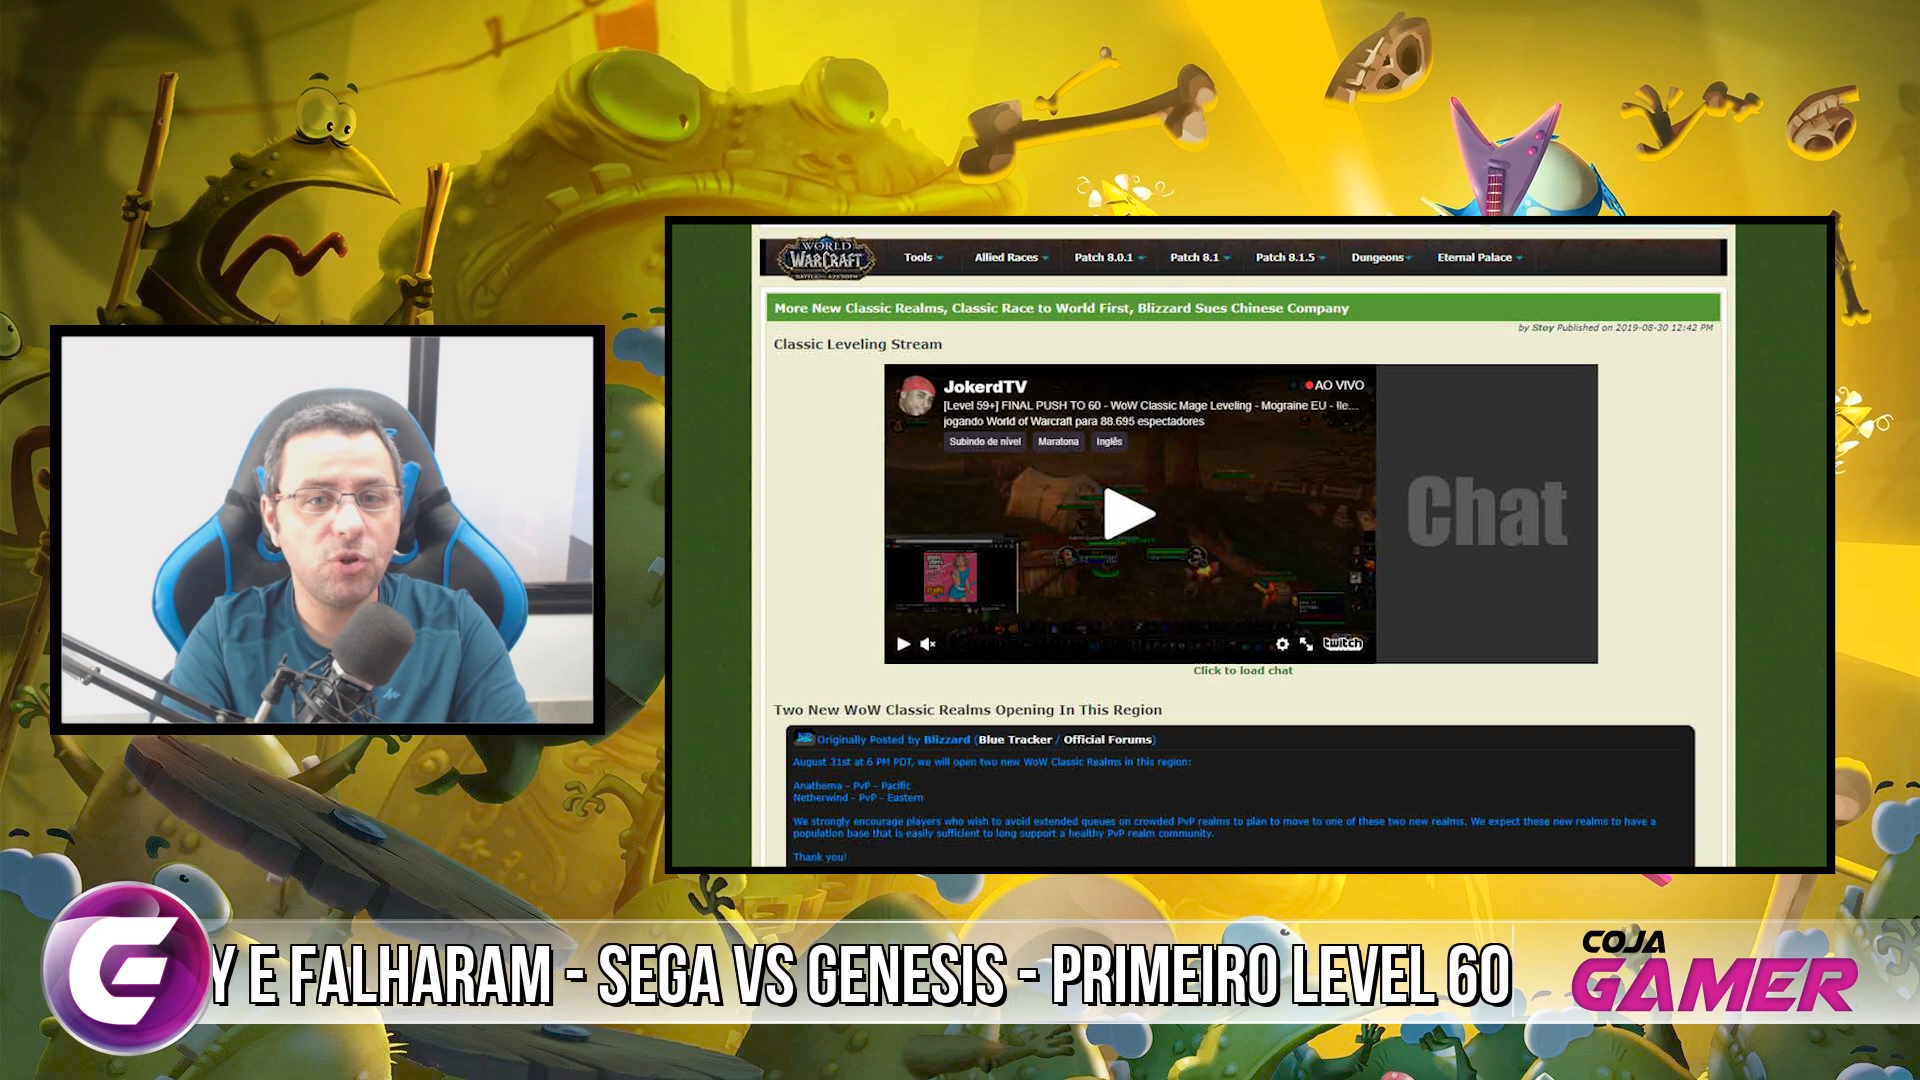 WORLD
WARCRAFT
Tools
Allied Races
Patch 8.0.1
Patch 8.1
Patch 8.1.5
Dungeons
Eternal Palace
More New Classic Realms, Classic Race to World First, Blizzard Sues Chinese Company
by Stoy Published on 2019-08-30 12:42 PM
Classic Leveling Stream
JokerdTV
AO VIVO
[Level 59+] FINAL PUSH TO 60 - WoW Classic Mage Leveling - Mograine EU - !le...
jogando World of Warcraft para 88.695 espectadores
Subindo de nível
Maratona
Inglês
Chat
twitch
Click to load chat
Two New WoW Classic Realms Opening In This Region
Originally Posted by Blizzard (Blue Tracker / Official Forums)
August 31st at 6 PM PDT, we will open two new WoW Classic Realms in this region:
Anathema - PvP - Pacific
Netherwind - PvP - Eastern
We strongly encourage players who wish to avoid extended queues on crowded PvP realms to plan to move to one of these two new realms. We expect these new realms to have a
population base that is easily sufficient to long support a healthy PvP realm community.
Thank you!
Y E FALHARAM - SEGA VS GENESIS - PRIMEIRO LEVEL 60
COJA
GAMER